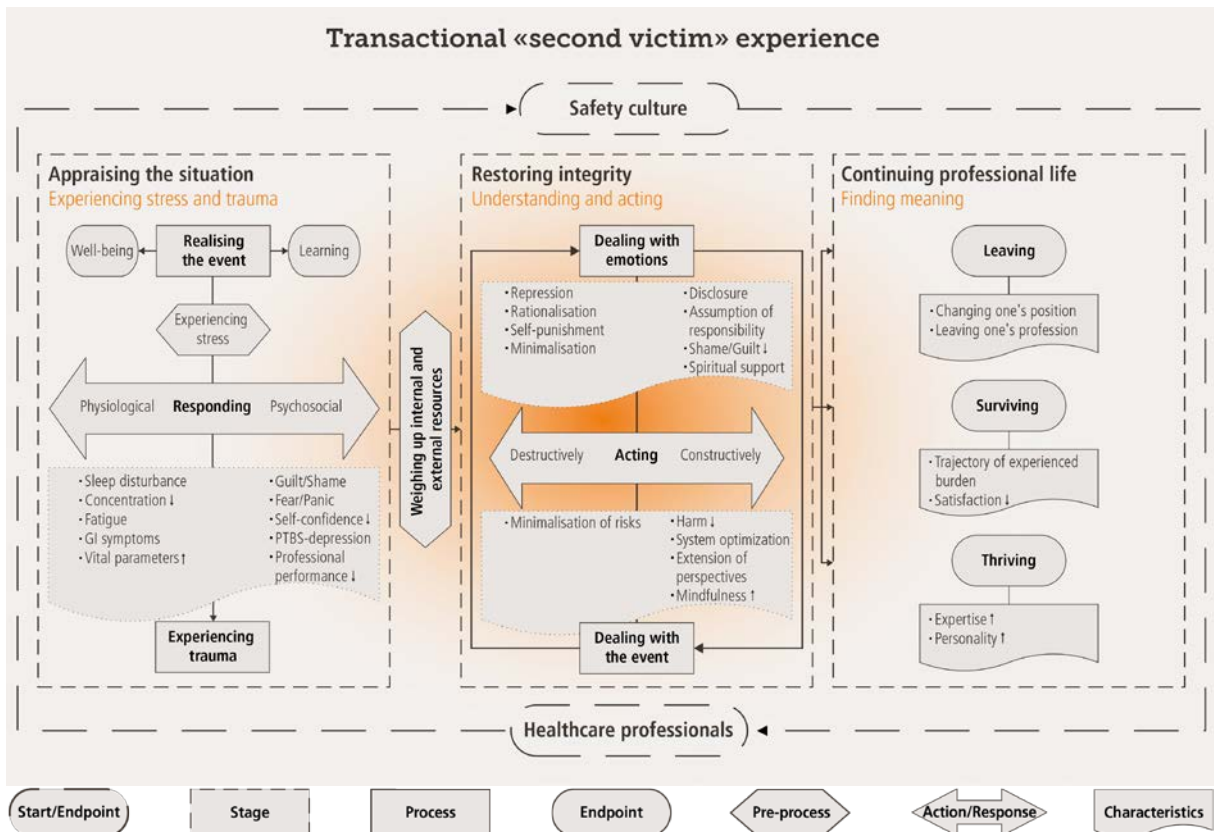 Transactional «second victim» experience
Safety culture
Appraising the situation
Experiencing stress and trauma
Well-being
Realising
the event
Learning
Experiencing
stress
Physiological
Responding
Psychosocial
· Sleep disturbance
· Concentration ↓
· Fatigue
· GI symptoms
· Vital parameters ↑
· Guilt/Shame
· Fear/Panic
· Self-confidence ↓
· PTBS-depression
· Professional
performance ↓
Experiencing
trauma
Weighing up internal and
external resources
Restoring integrity
Understanding and acting
Dealing with
emotions
· Repression
· Rationalisation
· Self-punishment
· Minimalisation
· Disclosure
· Assumption of
responsibility
· Shame/Guilt ↓
· Spiritual support
Destructively
Acting
Constructively
· Minimalisation of risks
· Harm ↓
· System optimization
· Extension of
perspectives
· Mindfulness ↑
Dealing with
the event
Continuing professional life
Finding meaning
Leaving
· Changing one's position
· Leaving one's profession
Surviving
· Trajectory of experienced
burden
· Satisfaction ↓
Thriving
· Expertise ↑
· Personality ↑
Healthcare professionals
Start/Endpoint
Stage
Process
Endpoint
Pre-process
Action/Response
Characteristics